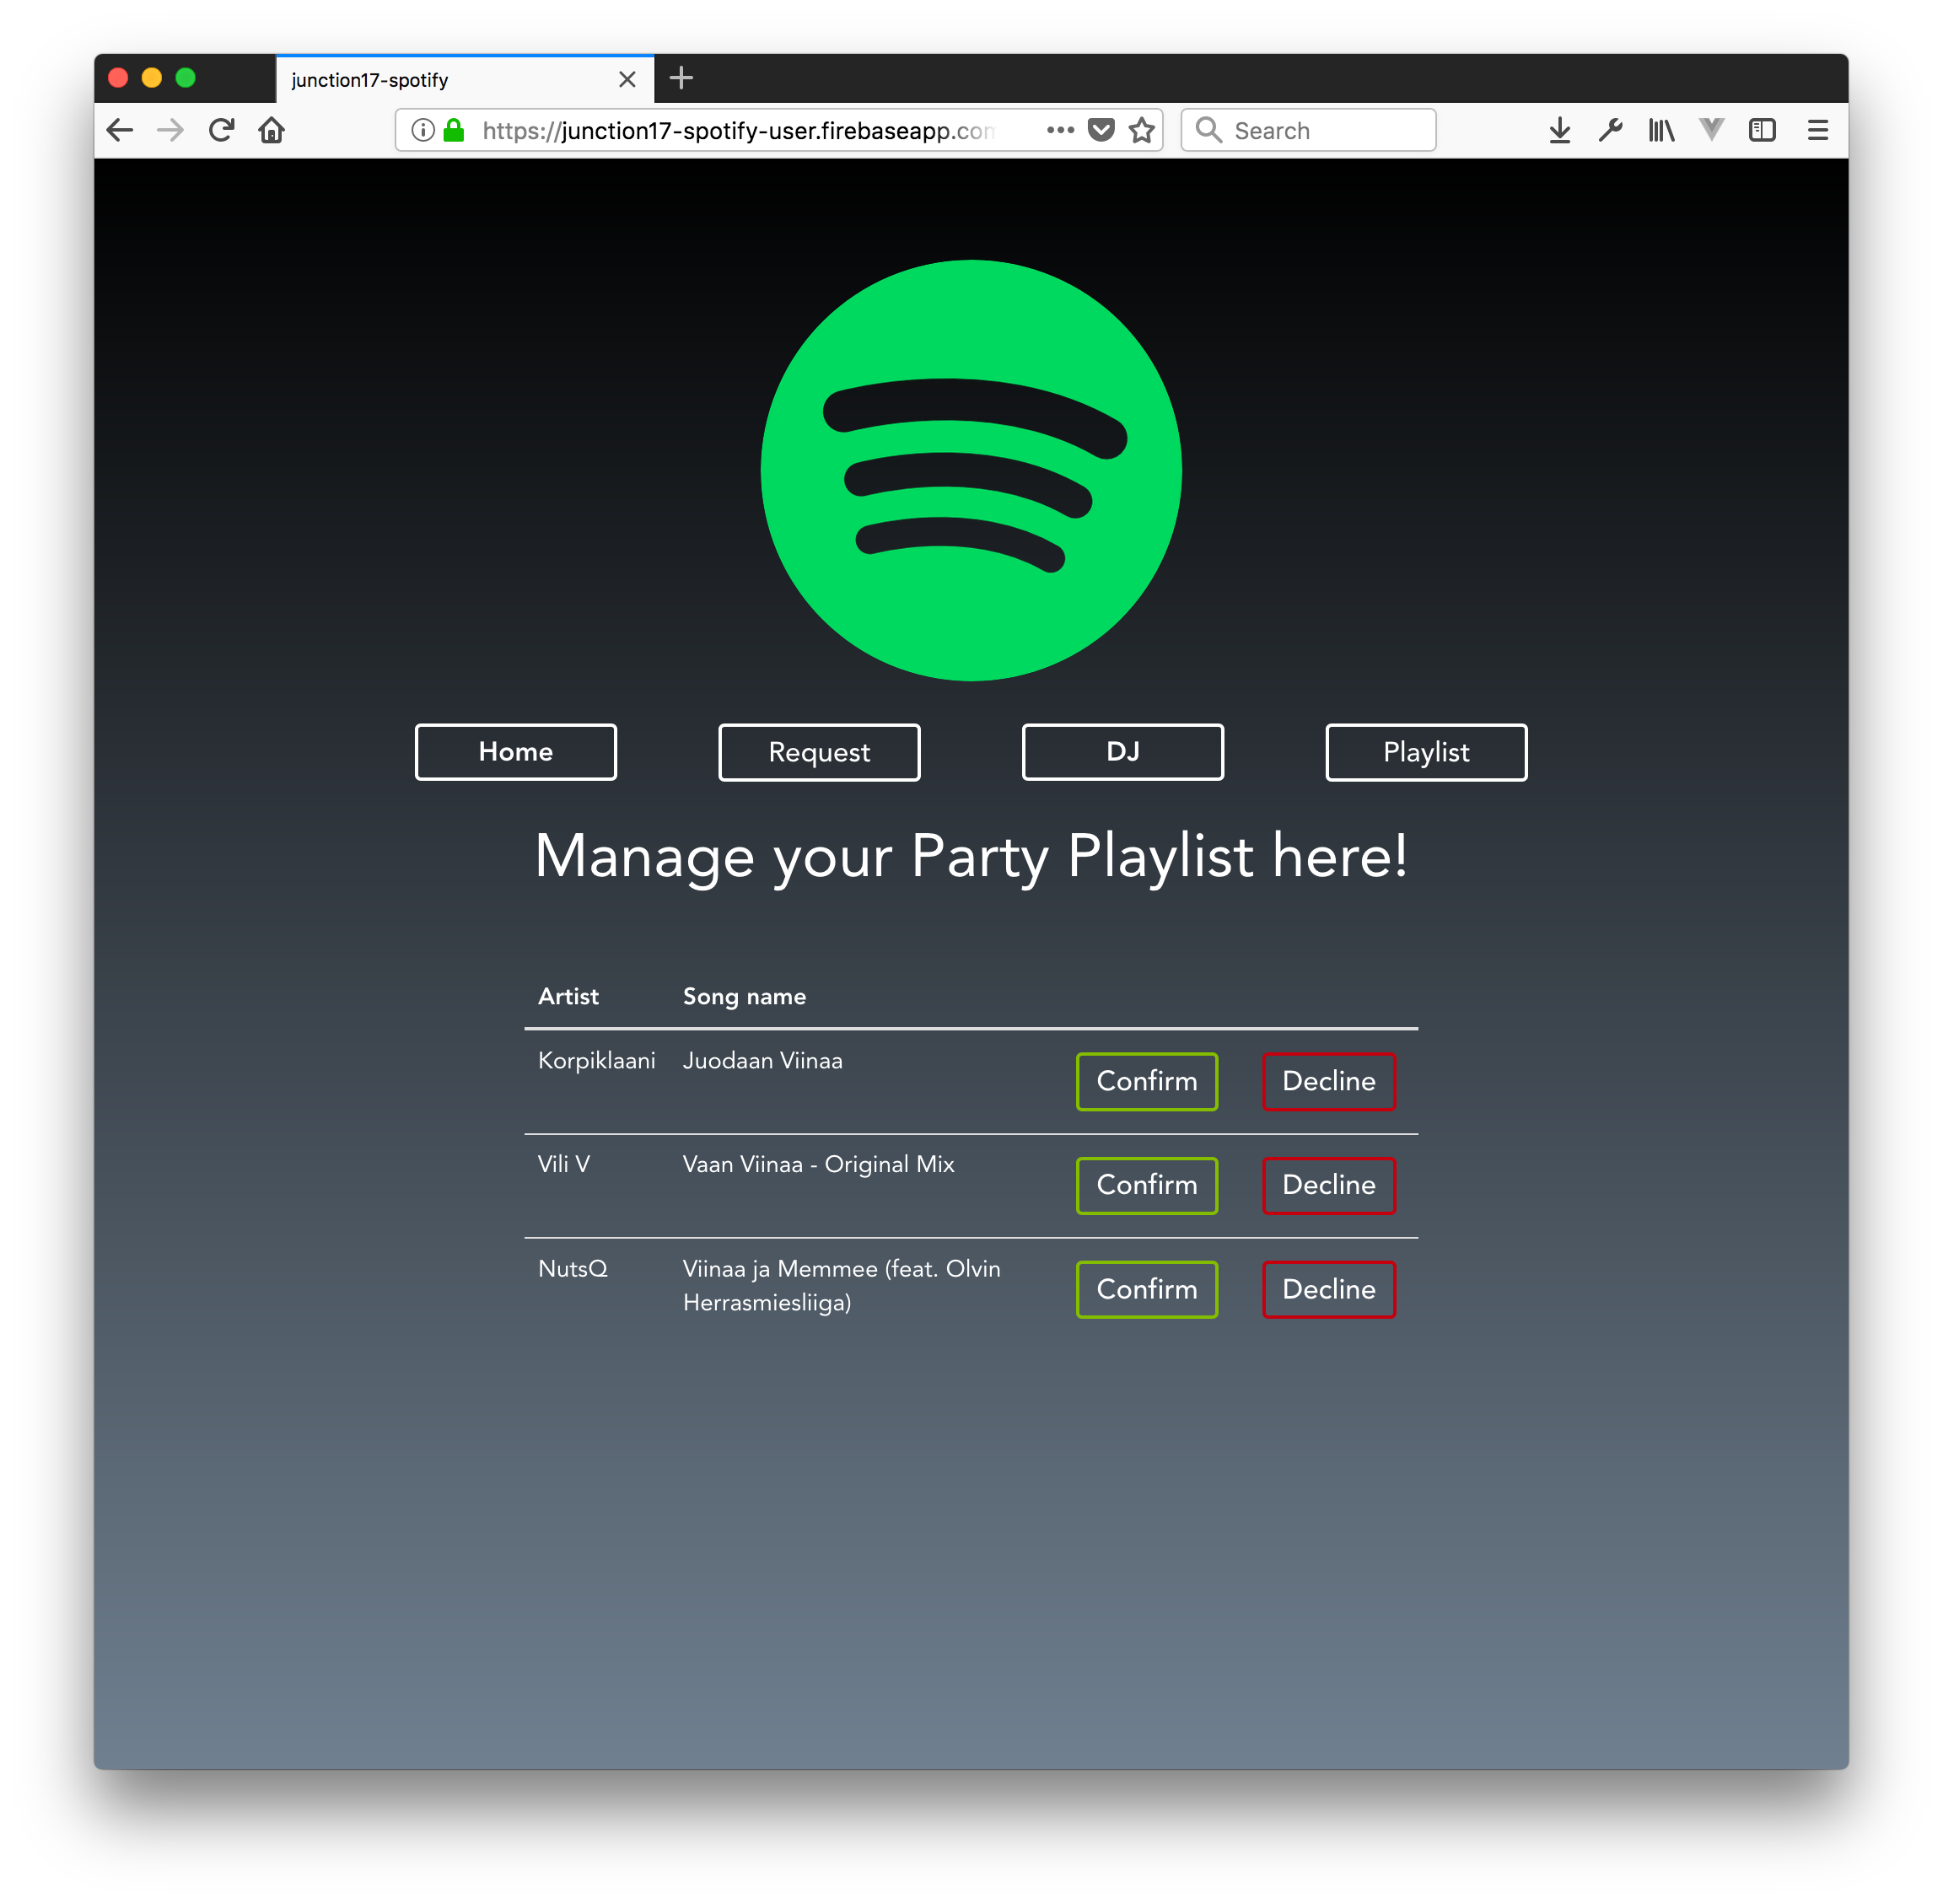 junction17-spotify
https://junction17-spotify-user.firebaseapp.com
Search
Home
Request
DJ
Playlist
Manage your Party Playlist here!
Artist Song name
Korpiklaani Juodaan Viinaa Confirm Decline
Vili V Vaan Viinaa - Original Mix Confirm Decline
NutsQ Viinaa ja Memmee (feat. Olvin
Herrasmiesliiga) Confirm Decline